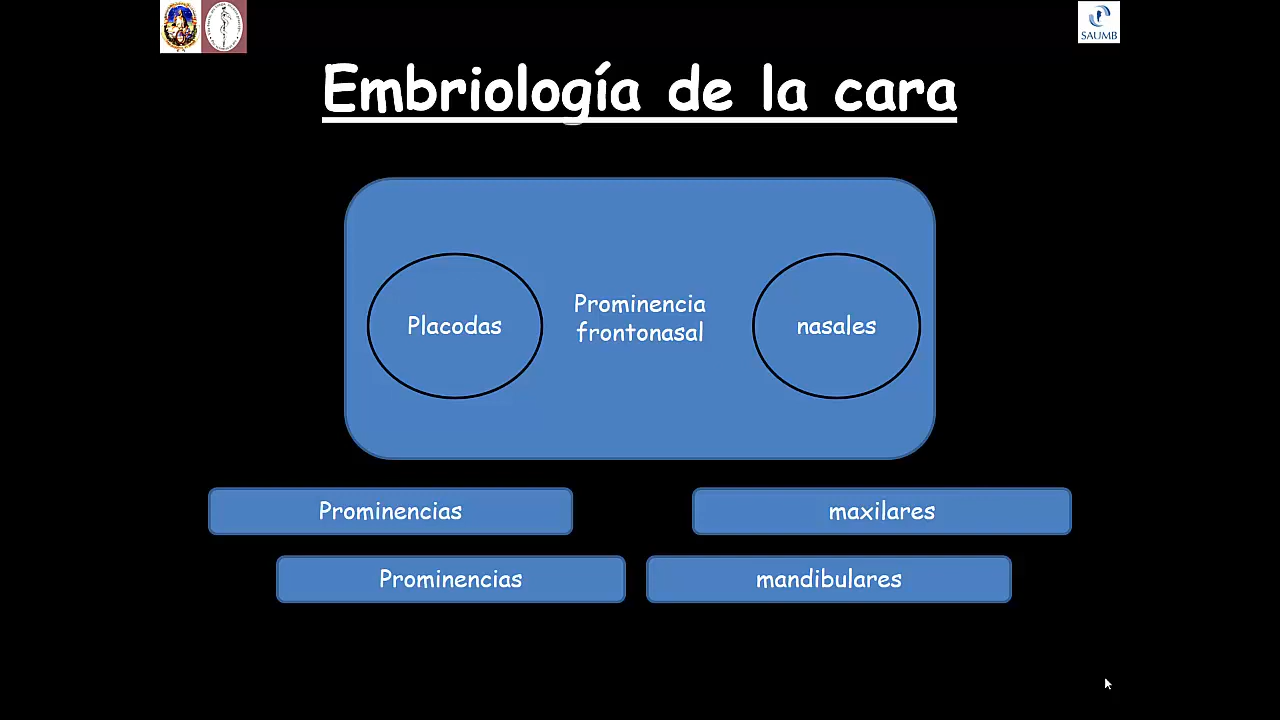 SAUMB
Embriología de la cara
Placodas
Prominencia
frontonasal
nasales
Prominencias
maxilares
Prominencias
mandibulares